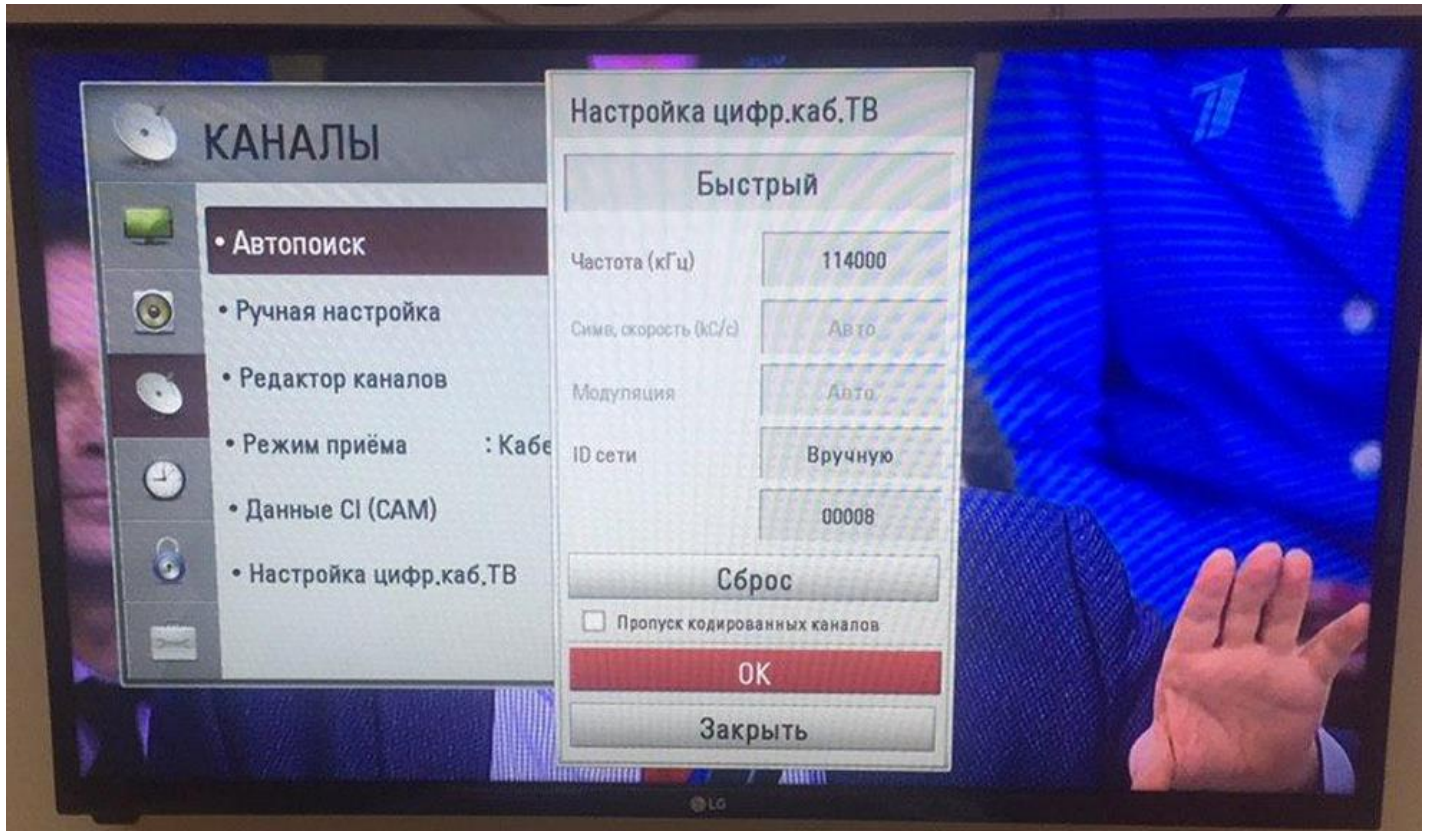 КАНАЛЫ
• Автопоиск
• Ручная настройка
• Редактор каналов
• Режим приёма : Кабе
• Данные CI (CAM)
• Настройка цифр.каб.ТВ
Настройка цифр.каб.ТВ
Быстрый
Частота (кГц) 114000
Симв. скорость (kC/c) Авто
Модуляция Авто
ID сети Вручную
00008
Сброс
Пропуск кодированных каналов
OK
Закрыть
LG